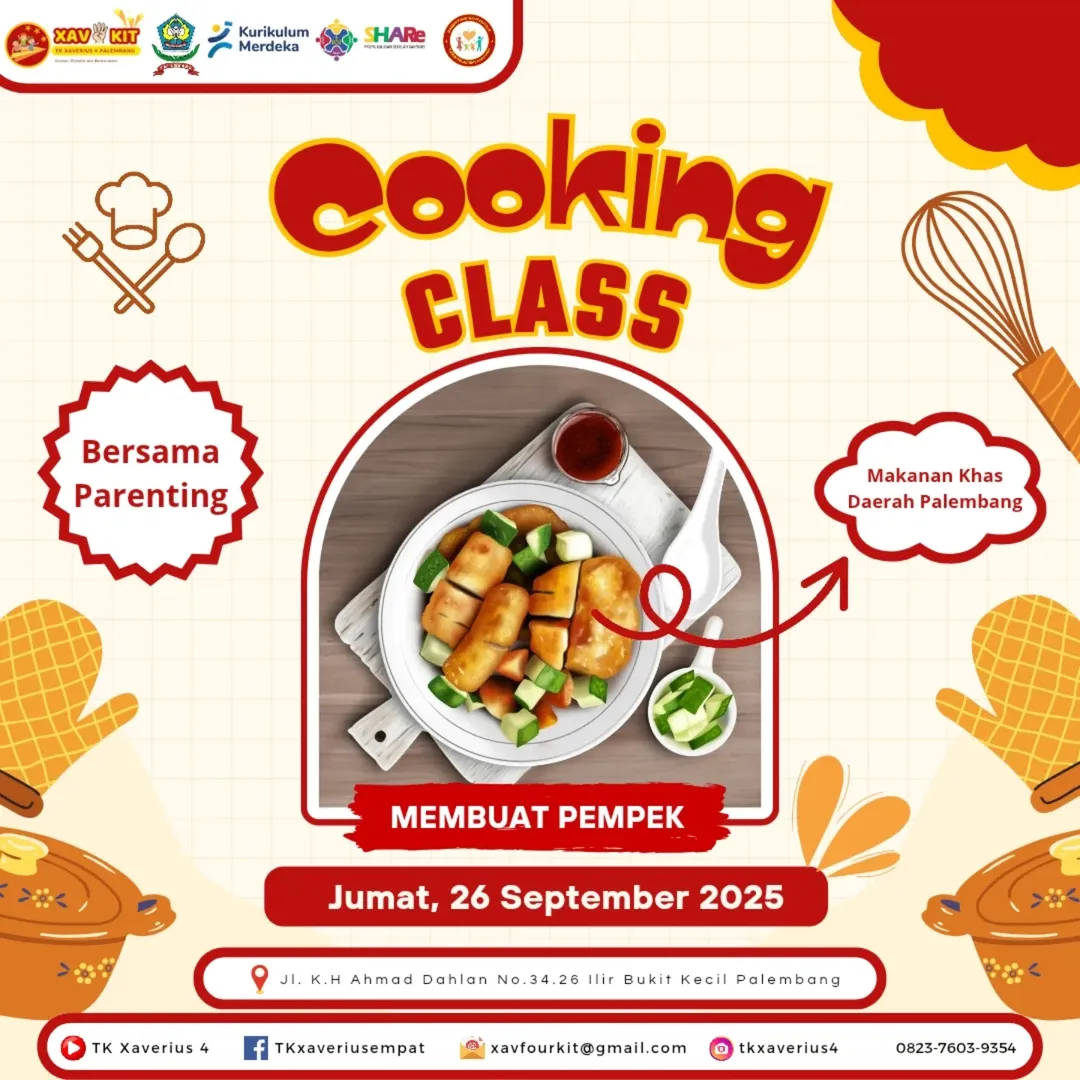 XAV KIT
TK XAVERIUS 4 PALEMBANG
Kurikulum
Merdeka
SHARe
Cooking
CLASS
Bersama
Parenting
Makanan Khas
Daerah Palembang
MEMBUAT PEMPEK
Jumat, 26 September 2025
Jl. K.H Ahmad Dahlan No.34.26 Ilir Bukit Kecil Palembang
TK Xaverius 4
TKxaveriusempat
xavfourkit@gmail.com
tkxaverius4
0823-7603-9354